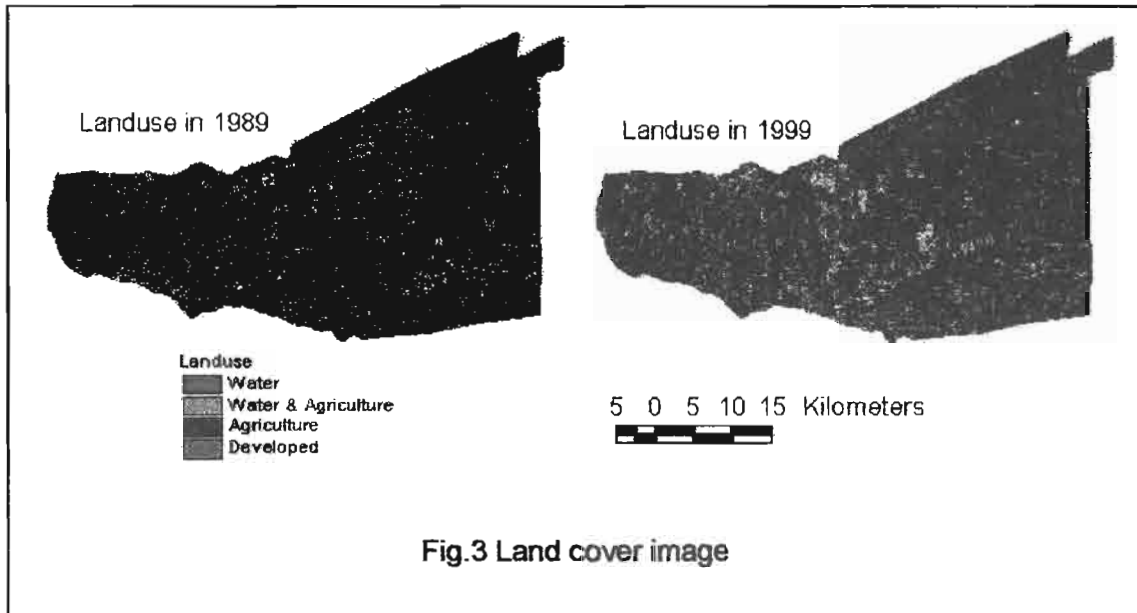 Landuse in 1989
Landuse in 1999
Landuse
Water
Water & Agriculture
Agriculture
Developed
5 0 5 10 15 Kilometers
Fig.3 Land cover image